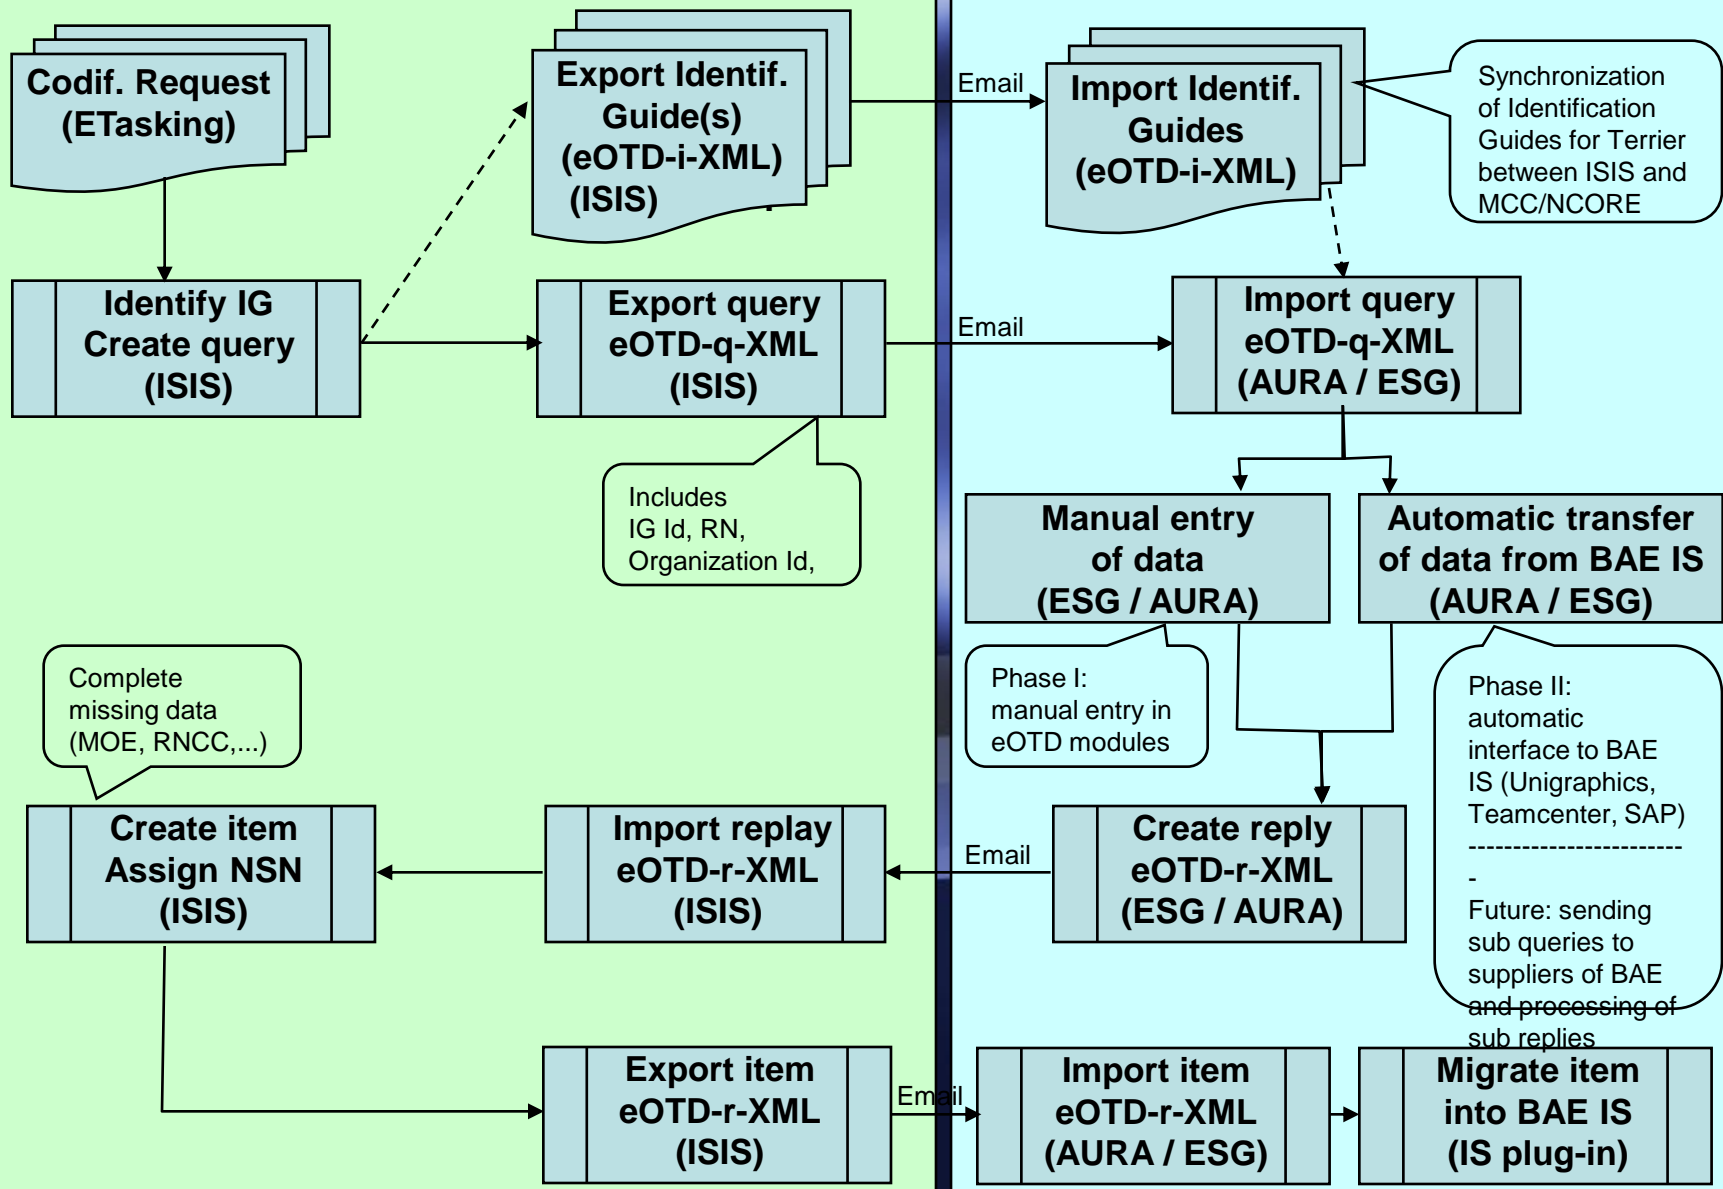 Codif. Request
(ETasking)
Export Identif.
Guide(s)
(eOTD-i-XML)
(ISIS)
Email
Import Identif.
Guides
(eOTD-i-XML)
Synchronization
of Identification
Guides for Terrier
between ISIS and
MCC/NCORE
Identify IG
Create query
(ISIS)
Export query
eOTD-q-XML
(ISIS)
Email
Import query
eOTD-q-XML
(AURA / ESG)
Includes
IG Id, RN,
Organization Id,
Manual entry
of data
(ESG / AURA)
Automatic transfer
of data from BAE IS
(AURA / ESG)
Complete
missing data
(MOE, RNCC,...)
Phase I:
manual entry in
eOTD modules
Phase II:
automatic
interface to BAE
IS (Unigraphics,
Teamcenter, SAP)
------------------------
-
Future: sending
sub queries to
suppliers of BAE
and processing of
sub replies
Create item
Assign NSN
(ISIS)
Import replay
eOTD-r-XML
(ISIS)
Email
Create reply
eOTD-r-XML
(ESG / AURA)
Export item
eOTD-r-XML
(ISIS)
Email
Import item
eOTD-r-XML
(AURA / ESG)
Migrate item
into BAE IS
(IS plug-in)